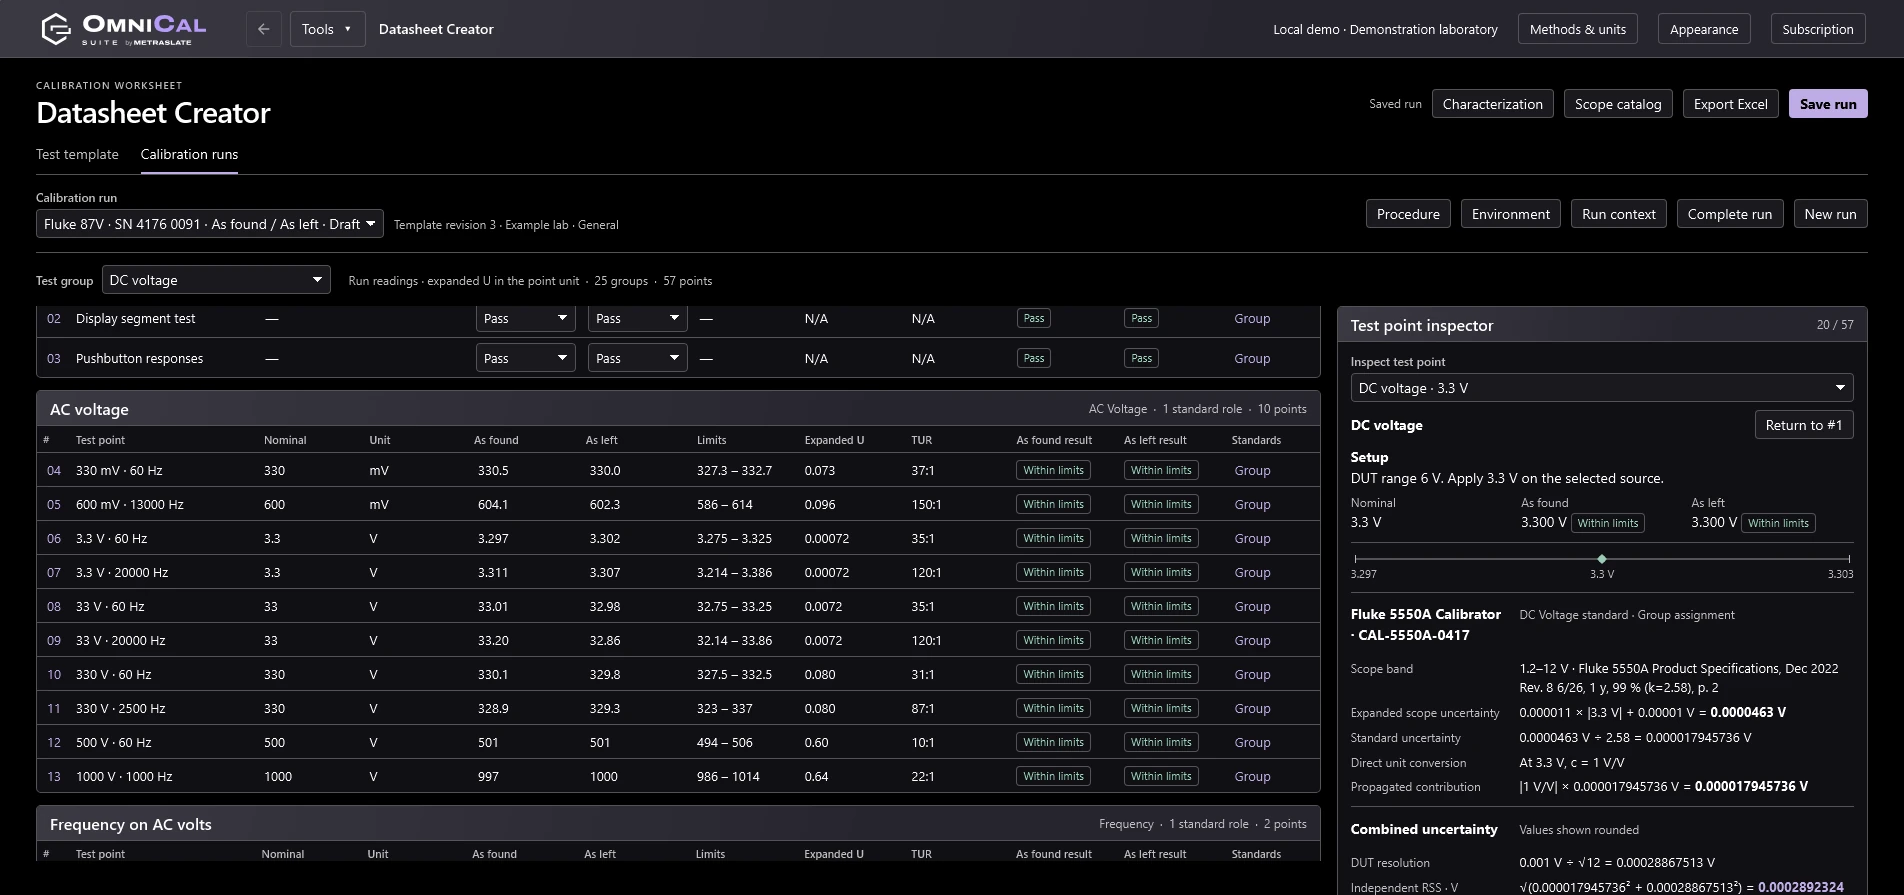 OMNICAL
SUITE by METRASLATE
← Tools ▾ Datasheet Creator
Local demo · Demonstration laboratory Methods & units Appearance Subscription
CALIBRATION WORKSHEET
Datasheet Creator
Saved run Characterization Scope catalog Export Excel Save run
Test template Calibration runs
Calibration run
Fluke 87V · SN 4176 0091 · As found / As left · Draft Template revision 3 · Example lab · General
Procedure Environment Run context Complete run New run
Test group DC voltage Run readings · expanded U in the point unit · 25 groups · 57 points
02 Display segment test — Pass Pass — N/A N/A Pass Pass Group
03 Pushbutton responses — Pass Pass — N/A N/A Pass Pass Group
AC voltage AC Voltage · 1 standard role · 10 points
# Test point Nominal Unit As found As left Limits Expanded U TUR As found result As left result Standards
04 330 mV · 60 Hz 330 mV 330.5 330.0 327.3 – 332.7 0.073 37:1 Within limits Within limits Group
05 600 mV · 13000 Hz 600 mV 604.1 602.3 586 – 614 0.096 150:1 Within limits Within limits Group
06 3.3 V · 60 Hz 3.3 V 3.297 3.302 3.275 – 3.325 0.00072 35:1 Within limits Within limits Group
07 3.3 V · 20000 Hz 3.3 V 3.311 3.307 3.214 – 3.386 0.00072 120:1 Within limits Within limits Group
08 33 V · 60 Hz 33 V 33.01 32.98 32.75 – 33.25 0.0072 35:1 Within limits Within limits Group
09 33 V · 20000 Hz 33 V 33.20 32.86 32.14 – 33.86 0.0072 120:1 Within limits Within limits Group
10 330 V · 60 Hz 330 V 330.1 329.8 327.5 – 332.5 0.080 31:1 Within limits Within limits Group
11 330 V · 2500 Hz 330 V 328.9 329.3 323 – 337 0.080 87:1 Within limits Within limits Group
12 500 V · 60 Hz 500 V 501 501 494 – 506 0.60 10:1 Within limits Within limits Group
13 1000 V · 1000 Hz 1000 V 997 1000 986 – 1014 0.64 22:1 Within limits Within limits Group
Frequency on AC volts Frequency · 1 standard role · 2 points
# Test point Nominal Unit As found As left Limits Expanded U TUR As found result As left result Standards
Test point inspector 20 / 57
Inspect test point
DC voltage · 3.3 V
DC voltage Return to #1
Setup
DUT range 6 V. Apply 3.3 V on the selected source.
Nominal As found As left
3.3 V 3.300 V Within limits 3.300 V Within limits
3.297 3.3 V 3.303
Fluke 5550A Calibrator DC Voltage standard · Group assignment
· CAL-5550A-0417
Scope band 1.2–12 V · Fluke 5550A Product Specifications, Dec 2022
Rev. 8 6/26, 1 y, 99 % (k=2.58), p. 2
Expanded scope uncertainty 0.000011 × |3.3 V| + 0.00001 V = 0.0000463 V
Standard uncertainty 0.0000463 V ÷ 2.58 = 0.000017945736 V
Direct unit conversion At 3.3 V, c = 1 V/V
Propagated contribution |1 V/V| × 0.000017945736 V = 0.000017945736 V
Combined uncertainty Values shown rounded
DUT resolution 0.001 V ÷ √12 = 0.00028867513 V
Independent RSS · V √(0.000017945736² + 0.00028867513²) = 0.0002892324